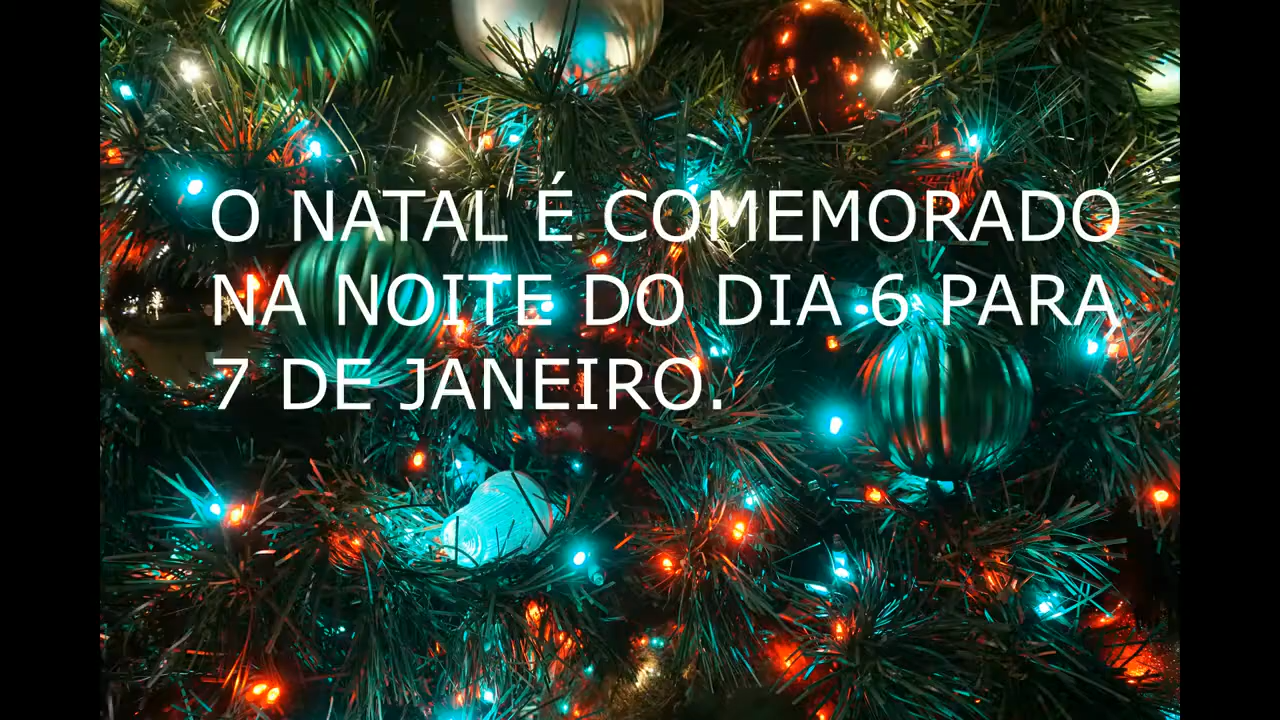 O NATAL É COMEMORADO
NA NOITE DO DIA 6 PARA
7 DE JANEIRO.